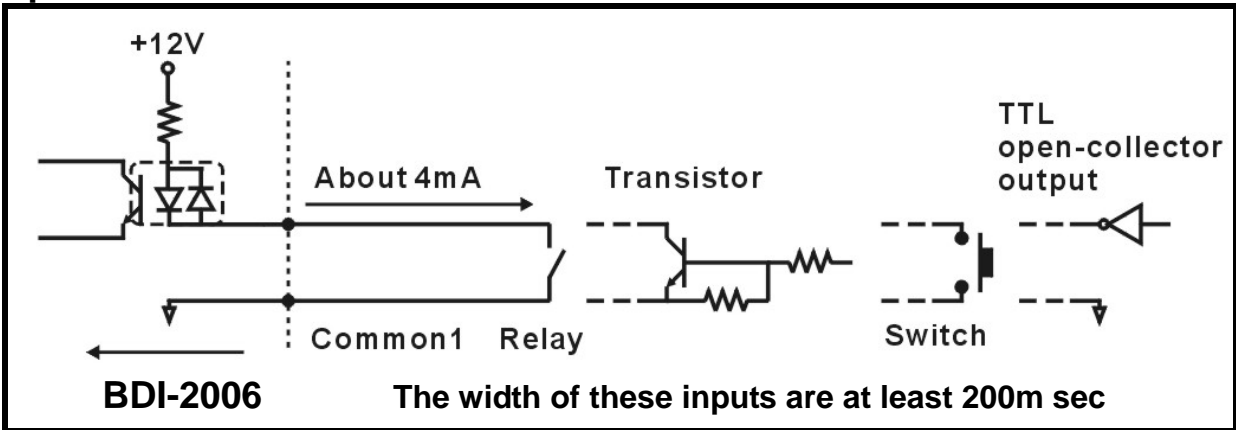 +12V
TTL
open-collector
output
About 4mA
Transistor
Common1
Relay
Switch
BDI-2006
The width of these inputs are at least 200m sec